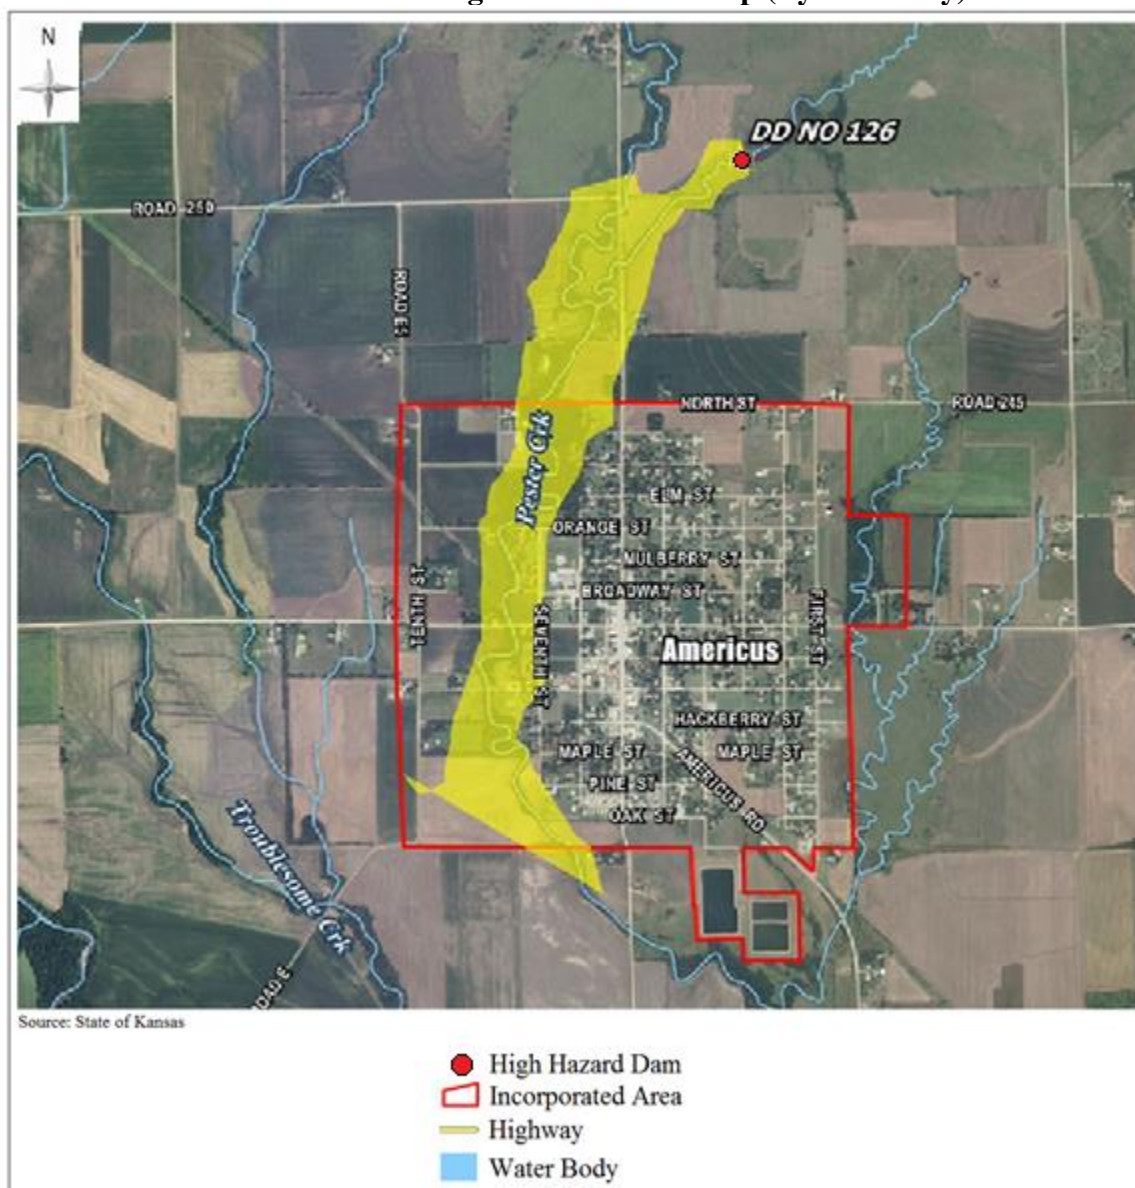 N
DD NO 126
ROAD 250
ROAD E5
NORTH ST
ROAD 245
Pester Crk
ELM ST
ORANGE ST
MULBERRY ST
BROADWAY ST
TENTH ST
SEVENTH ST
FIRST ST
Americus
HACKBERRY ST
MAPLE ST
MAPLE ST
AMERICUS RD
PINE ST
OAK ST
Troublesome Crk
Source: State of Kansas
High Hazard Dam
Incorporated Area
Highway
Water Body